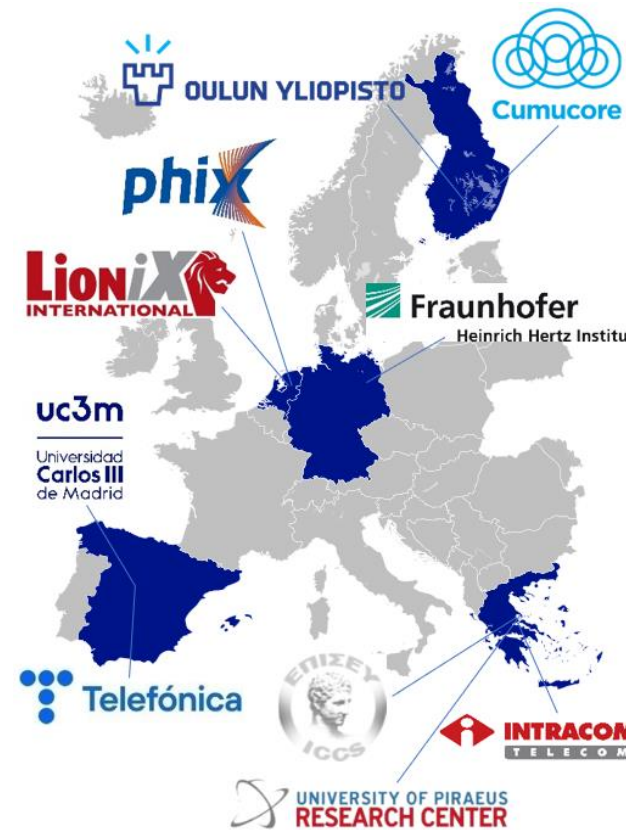 OULUN YLIOPISTO
Cumucore
phix
LioniX
INTERNATIONAL
Fraunhofer
Heinrich Hertz Institu
uc3m
Universidad
Carlos III
de Madrid
Telefónica
ΕΠΙΣΕΥ
ICCS
INTRACOM
TELECOM
UNIVERSITY OF PIRAEUS
RESEARCH CENTER